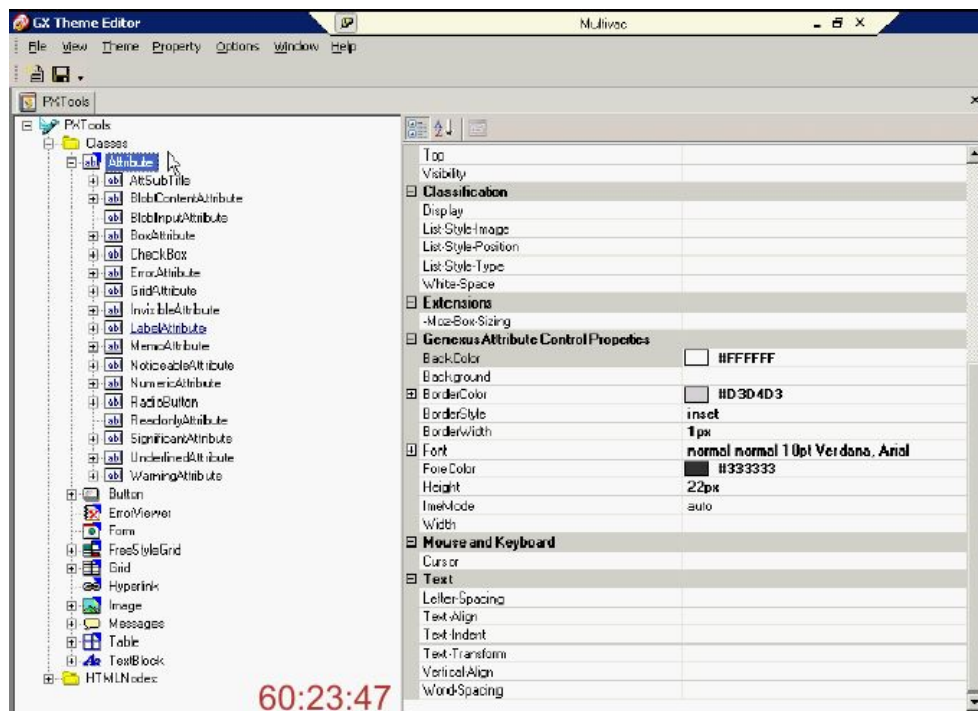 GX Theme Editor
Multivac
File View Theme Property Options Window Help
PXTools
PXTools
Classes
Attribute
AttSubTitle
BlobContentAttribute
BlobInputAttribute
BoxAttribute
CheckBox
ErrorAttribute
GridAttribute
InvisibleAttribute
LabelAttribute
MemoAttribute
NoticeableAttribute
NumericAttribute
RadioButton
ReadonlyAttribute
SignificantAttribute
UnderlinedAttribute
WarningAttribute
Button
ErrorViewer
Form
FreeStyleGrid
Grid
Hyperlink
Image
Messages
Table
TextBlock
HTMLNodes
Top
Visibility
Classification
Display
List-Style-Image
List-Style-Position
List-Style-Type
White-Space
Extensions
-Moz-Box-Sizing
Genexus Attribute Control Properties
BackColor #FFFFFF
Background
BorderColor #D3D4D3
BorderStyle inset
BorderWidth 1px
Font normal normal 10pt Verdana, Arial
ForeColor #333333
Height 22px
ImeMode auto
Width
Mouse and Keyboard
Cursor
Text
Letter-Spacing
Text-Align
Text-Indent
Text-Transform
Vertical-Align
Word-Spacing
60:23:47